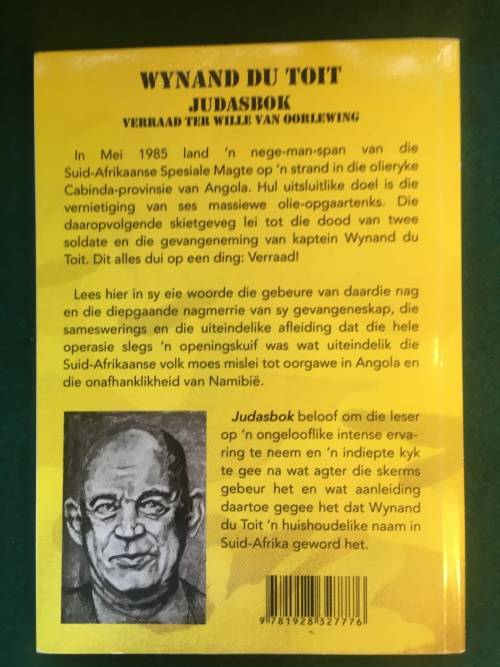 WYNAND DU TOIT
JUDASBOK
VERRAAD TER WILLE VAN OORLEWING
In Mei 1985 land 'n nege-man-span van die
Suid-Afrikaanse Spesiale Magte op 'n strand in die olieryke
Cabinda-provinsie van Angola. Hul uitsluitlike doel is die
vernietiging van ses massiewe olie-opgaartenks. Die
daaropvolgende skietgeveg lei tot die dood van twee
soldate en die gevangeneming van kaptein Wynand du
Toit. Dit alles dui op een ding: Verraad!
Lees hier in sy eie woorde die gebeure van daardie nag
en die diepgaande nagmerrie van sy gevangeneskap, die
sameswerings en die uiteindelike afleiding dat die hele
operasie slegs 'n openingskuif was wat uiteindelik die
Suid-Afrikaanse volk moes mislei tot oorgawe in Angola en
die onafhanklikheid van Namibië.
Judasbok beloof om die leser
op 'n ongelooflike intense erva-
ring te neem en 'n indiepte kyk
te gee na wat agter die skerms
gebeur het en wat aanleiding
daartoe gegee het dat Wynand
du Toit 'n huishoudelike naam in
Suid-Afrika geword het.
9 781928 327776